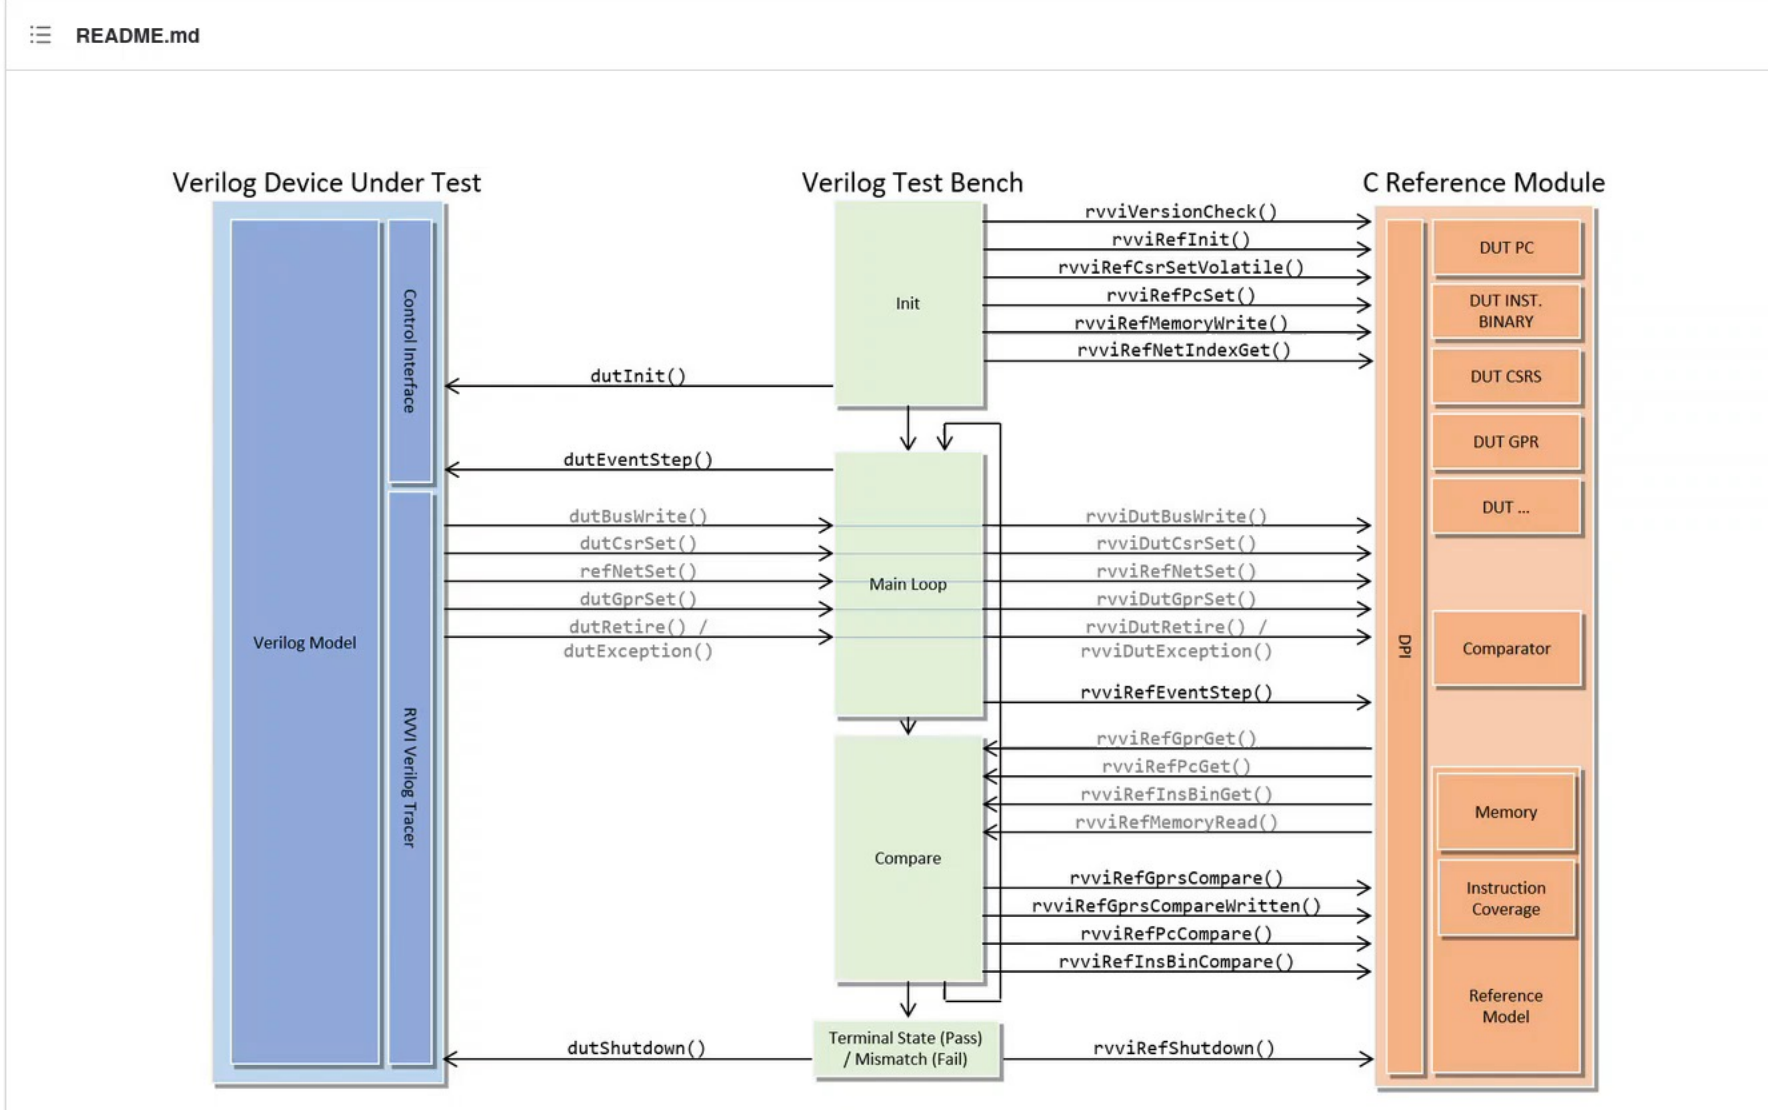 README.md
Verilog Device Under Test
Verilog Test Bench
C Reference Module
Verilog Model
Control Interface
RVVI Verilog Tracer
dutInit()
dutEventStep()
dutBusWrite()
dutCsrSet()
refNetSet()
dutGprSet()
dutRetire() /
dutException()
dutShutdown()
Init
Main Loop
Compare
Terminal State (Pass)
/ Mismatch (Fail)
rvviVersionCheck()
rvviRefInit()
rvviRefCsrSetVolatile()
rvviRefPcSet()
rvviRefMemoryWrite()
rvviRefNetIndexGet()
rvviDutBusWrite()
rvviDutCsrSet()
rvviRefNetSet()
rvviDutGprSet()
rvviDutRetire() /
rvviDutException()
rvviRefEventStep()
rvviRefGprGet()
rvviRefPcGet()
rvviRefInsBinGet()
rvviRefMemoryRead()
rvviRefGprsCompare()
rvviRefGprsCompareWritten()
rvviRefPcCompare()
rvviRefInsBinCompare()
rvviRefShutdown()
DPI
DUT PC
DUT INST.
BINARY
DUT CSRS
DUT GPR
DUT ...
Comparator
Memory
Instruction
Coverage
Reference
Model